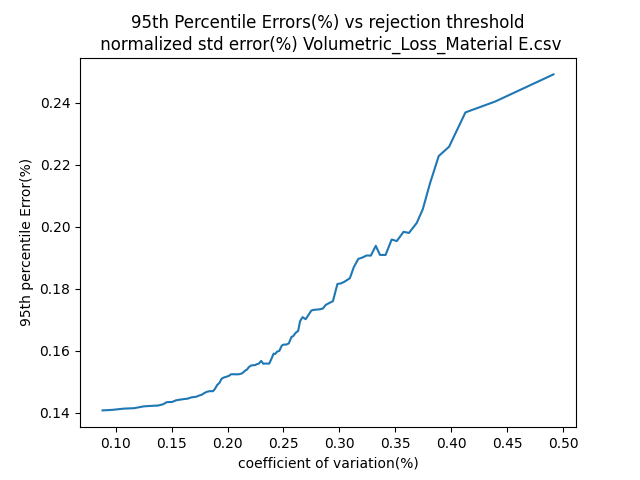 95th Percentile Errors(%) vs rejection threshold
normalized std error(%) Volumetric_Loss_Material E.csv
0.24
0.22
0.20
0.18
0.16
0.14
95th percentile Error(%)
0.10 0.15 0.20 0.25 0.30 0.35 0.40 0.45 0.50
coefficient of variation(%)